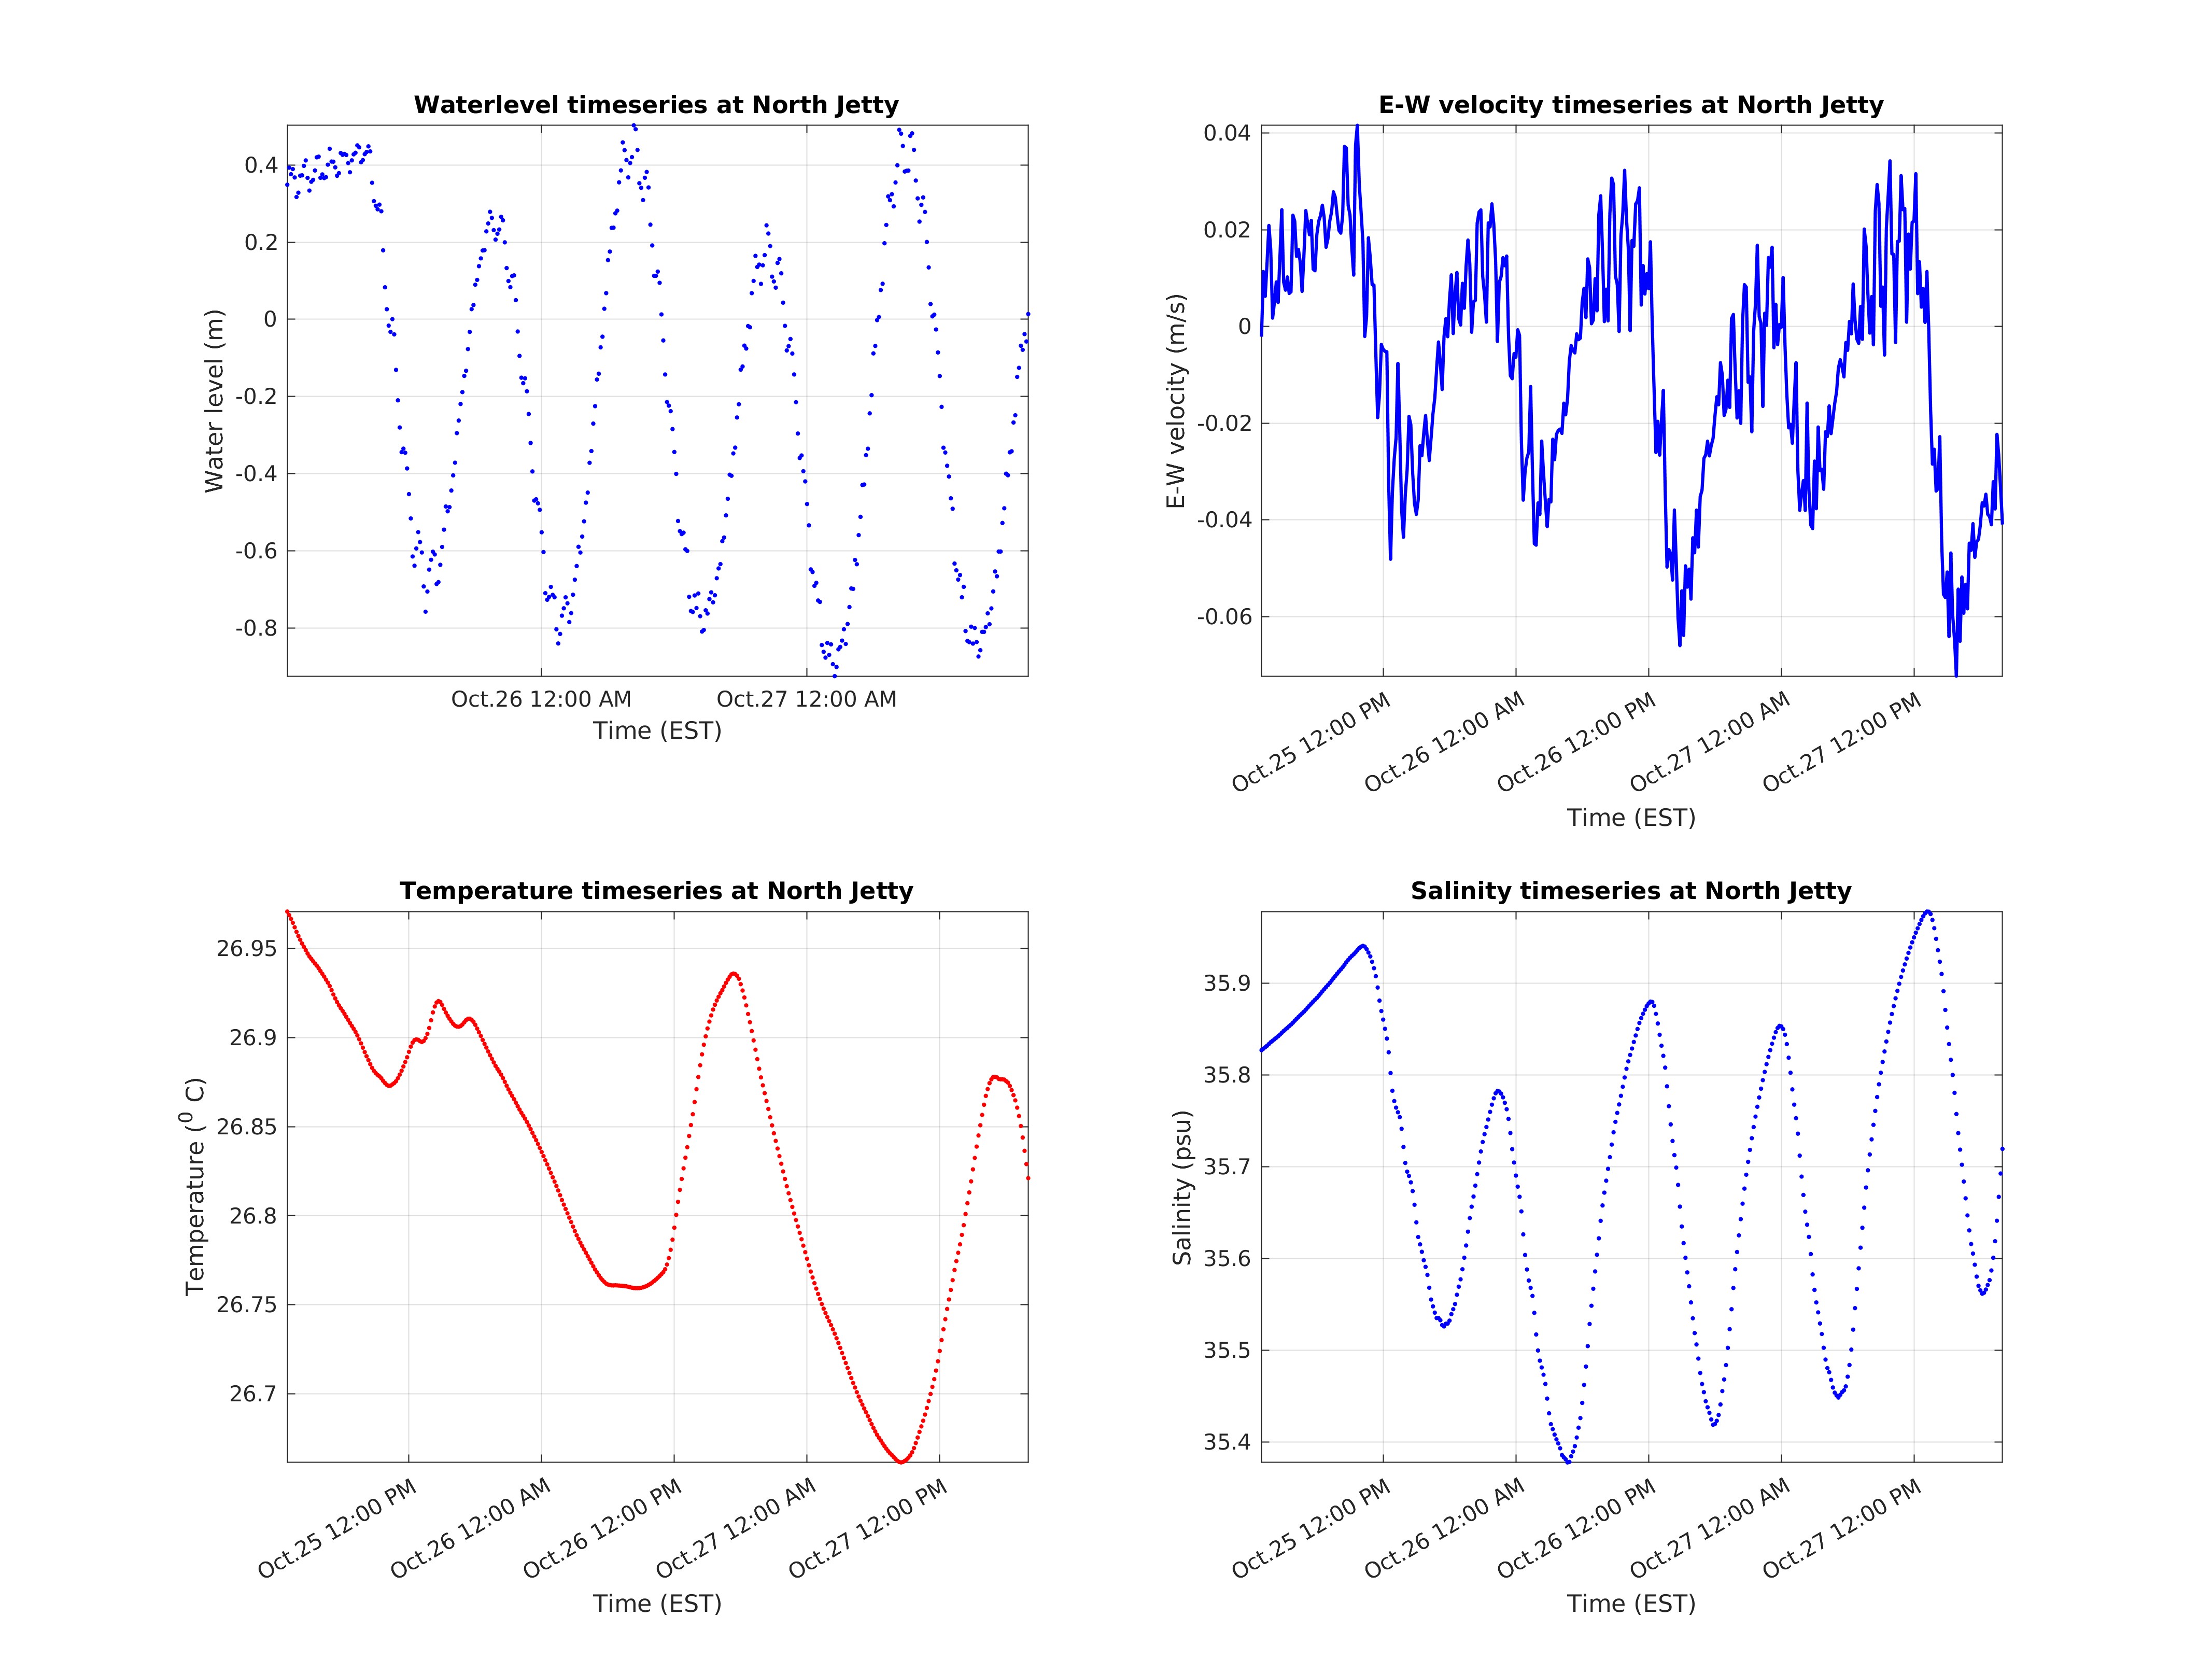 Waterlevel timeseries at North Jetty
0.4
0.2
0
-0.2
-0.4
-0.6
-0.8
Water level (m)
Oct.26 12:00 AM
Oct.27 12:00 AM
Time (EST)
E-W velocity timeseries at North Jetty
0.04
0.02
0
-0.02
-0.04
-0.06
E-W velocity (m/s)
Oct.25 12:00 PM
Oct.26 12:00 AM
Oct.26 12:00 PM
Oct.27 12:00 AM
Oct.27 12:00 PM
Time (EST)
Temperature timeseries at North Jetty
26.95
26.9
26.85
26.8
26.75
26.7
Temperature (⁰ C)
Oct.25 12:00 PM
Oct.26 12:00 AM
Oct.26 12:00 PM
Oct.27 12:00 AM
Oct.27 12:00 PM
Time (EST)
Salinity timeseries at North Jetty
35.9
35.8
35.7
35.6
35.5
35.4
Salinity (psu)
Oct.25 12:00 PM
Oct.26 12:00 AM
Oct.26 12:00 PM
Oct.27 12:00 AM
Oct.27 12:00 PM
Time (EST)